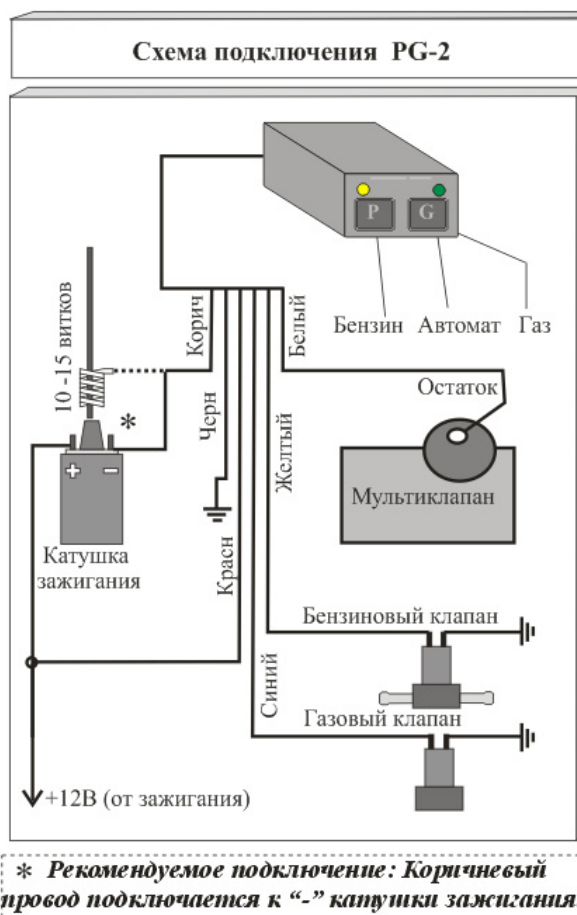 Схема подключения PG-2
P G
Бензин Автомат Газ
Корич
Белый
10 -15 витков
Остаток
*
Черн
Желтый
Мультиклапан
+ −
Катушка
зажигания
Красн
Бензиновый клапан
Синий
Газовый клапан
+12В (от зажигания)
* Рекомендуемое подключение: Коричневый
провод подключается к “-” катушки зажигания